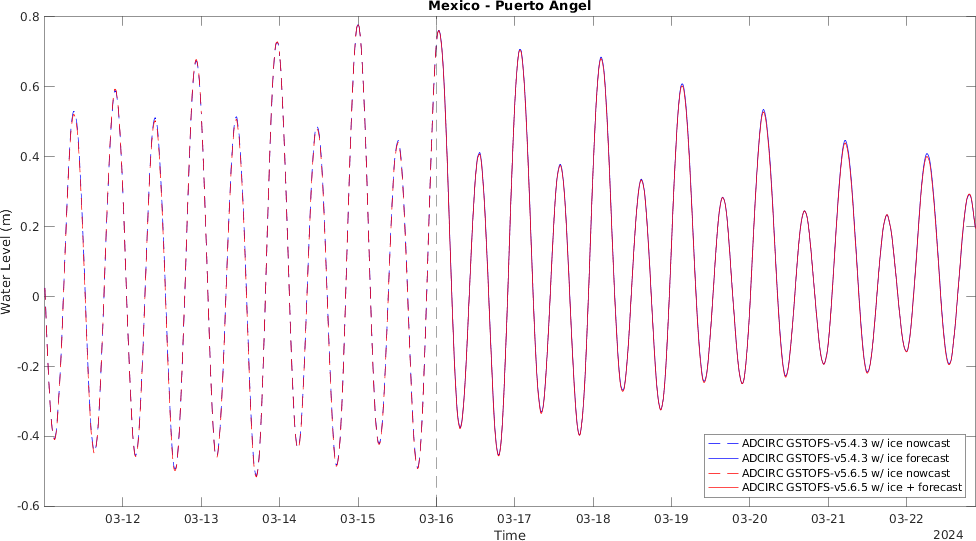 Mexico - Puerto Angel
Water Level (m)
0.8
0.6
0.4
0.2
0
-0.2
-0.4
-0.6
03-12
03-13
03-14
03-15
03-16
03-17
03-18
03-19
03-20
03-21
03-22
Time
2024
ADCIRC GSTOFS-v5.4.3 w/ ice nowcast
ADCIRC GSTOFS-v5.4.3 w/ ice forecast
ADCIRC GSTOFS-v5.6.5 w/ ice nowcast
ADCIRC GSTOFS-v5.6.5 w/ ice + forecast